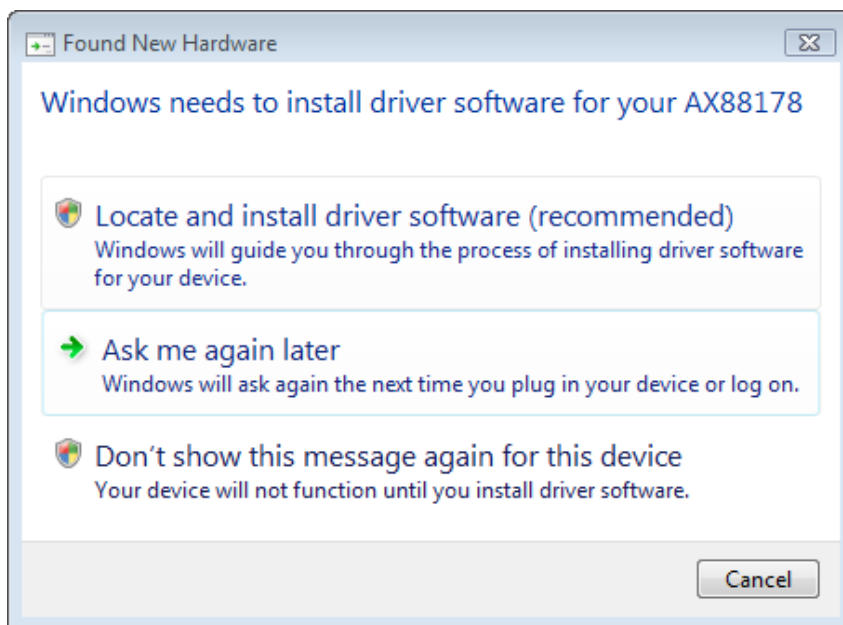 Found New Hardware
Windows needs to install driver software for your AX88178
Locate and install driver software (recommended)
Windows will guide you through the process of installing driver software
for your device.
Ask me again later
Windows will ask again the next time you plug in your device or log on.
Don't show this message again for this device
Your device will not function until you install driver software.
Cancel